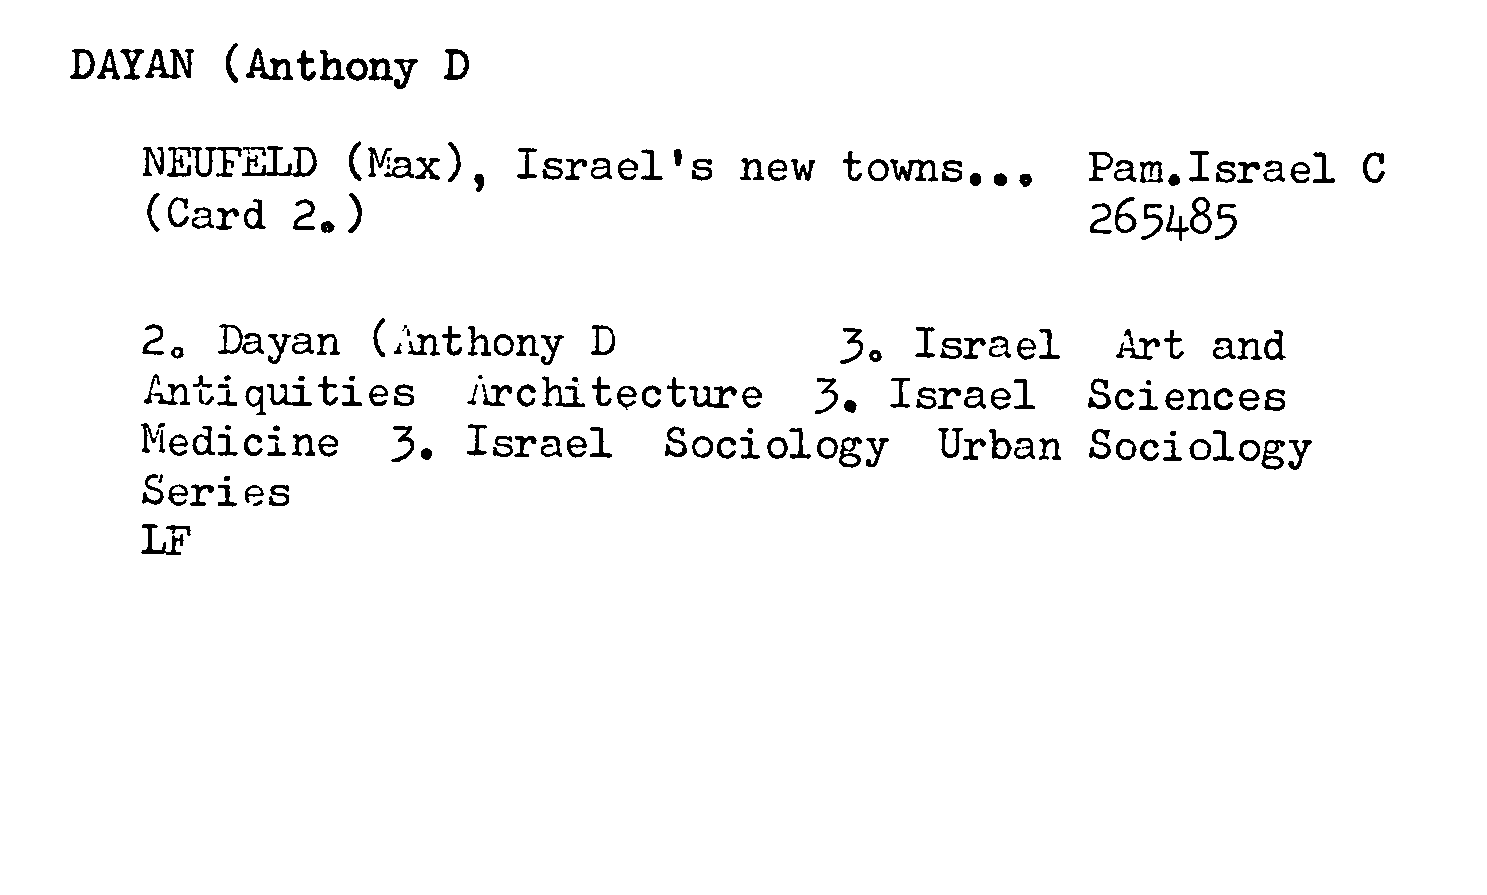 DAYAN (Anthony D
NEUFELD (Max), Israel's new towns... Pam.Israel C
(Card 2.) 265485
2. Dayan (Anthony D 3. Israel Art and
Antiquities Architecture 3. Israel Sciences
Medicine 3. Israel Sociology Urban Sociology
Series
LF